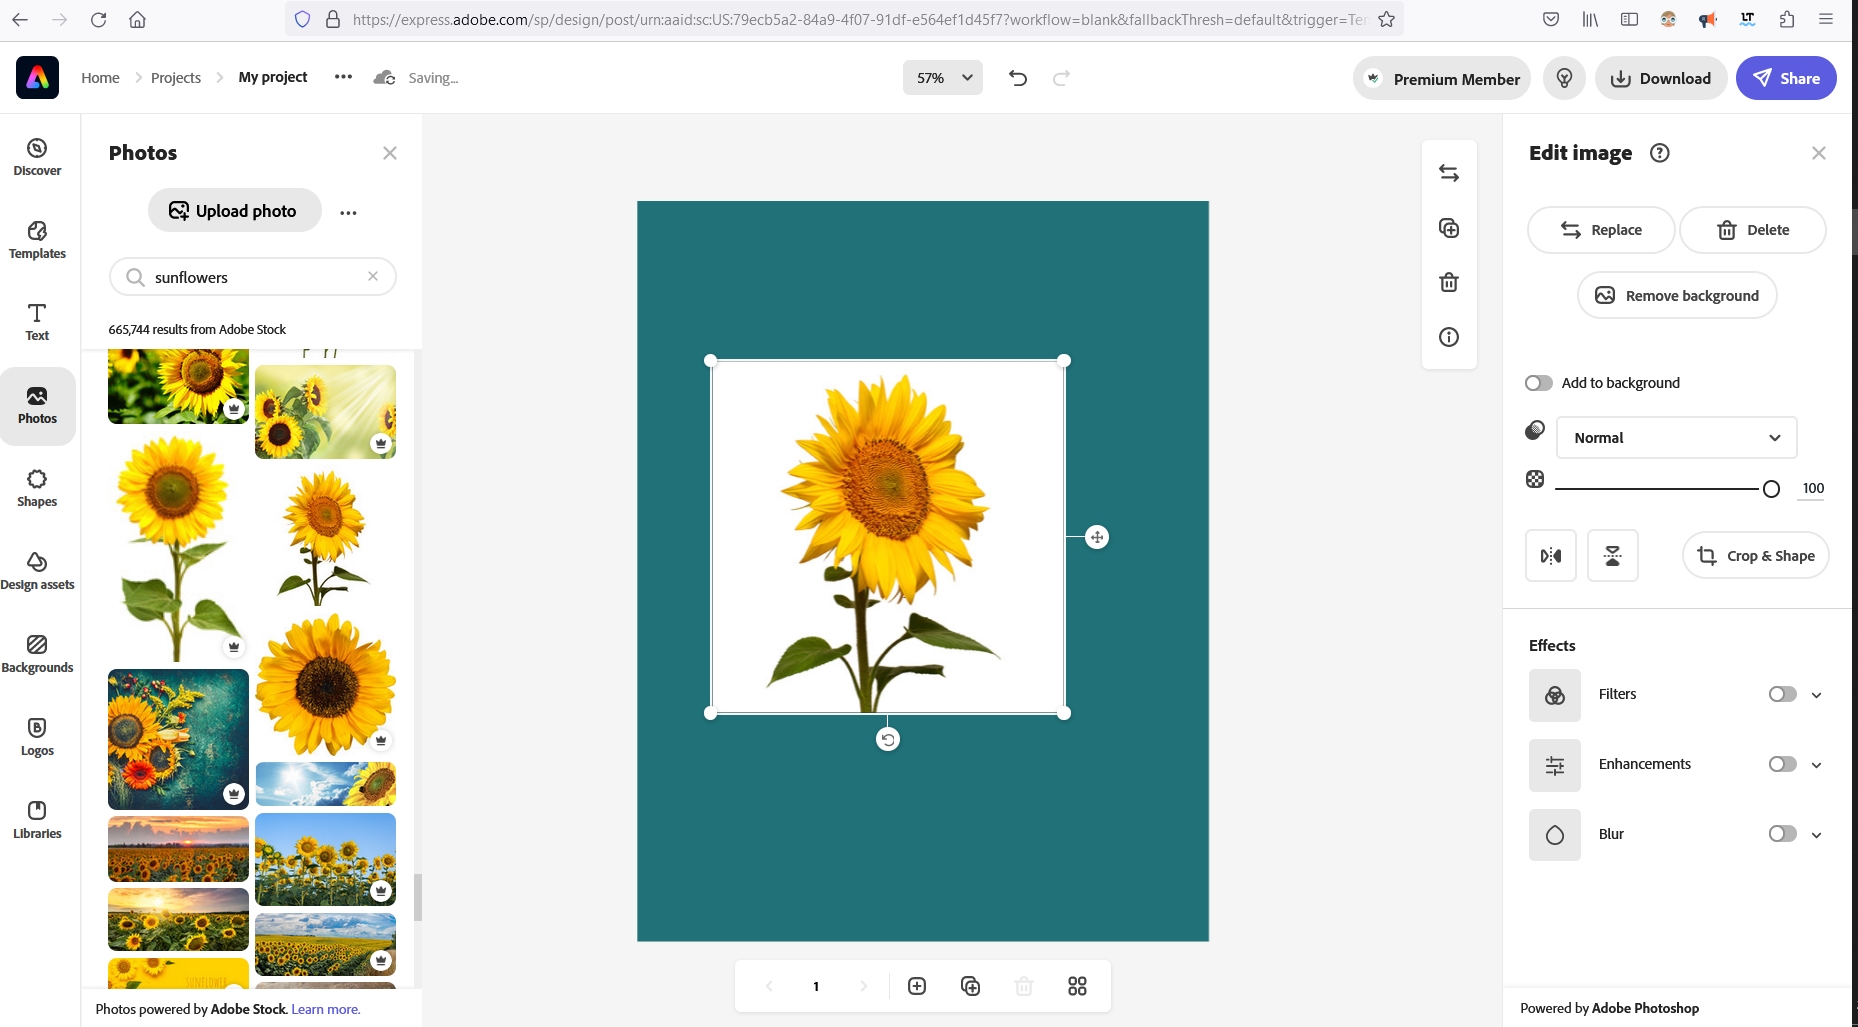 https://express.adobe.com/sp/design/post/urn:aaid:sc:US:79ecb5a2-84a9-4f07-91df-e564ef1d45f7?workflow=blank&fallbackThresh=default&trigger=Ter
LT
Home
Projects
My project
Saving...
57%
Premium Member
Download
Share
Discover
Templates
Text
Photos
Shapes
Design assets
Backgrounds
Logos
Libraries
Photos
Upload photo
sunflowers
665,744 results from Adobe Stock
SUNFLOWER
Photos powered by Adobe Stock. Learn more.
1
Edit image
Replace
Delete
Remove background
Add to background
Normal
100
Crop & Shape
Effects
Filters
Enhancements
Blur
Powered by Adobe Photoshop